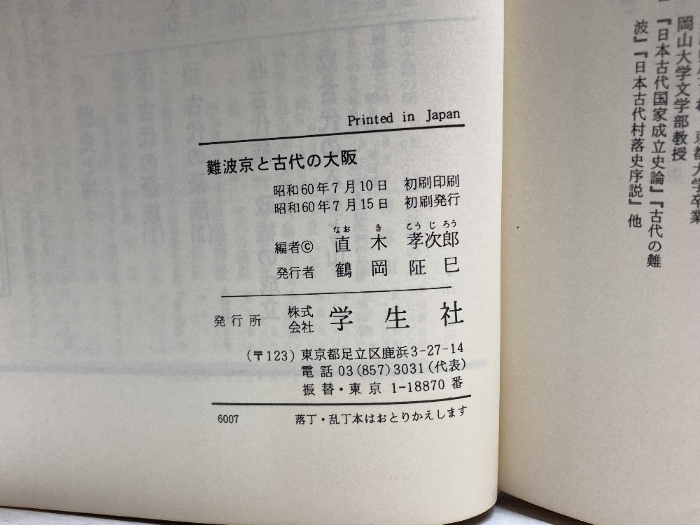 Printed in Japan
難波京と古代の大阪
昭和60年7月10日 初刷印刷
昭和60年7月15日 初刷発行
なお き こうじろう
編者© 直木 孝次郎
発行者 鶴岡 阷巳
発行所 株式会社 学生社
(〒123) 東京都足立区鹿浜3-27-14
電話 03(857)3031(代表)
振替・東京 1-18870番
6007 落丁・乱丁本はおとりかえします
岡山大学文学部教授
『日本古代国家成立史論』『古代の難
波』『日本古代村落史序説』他